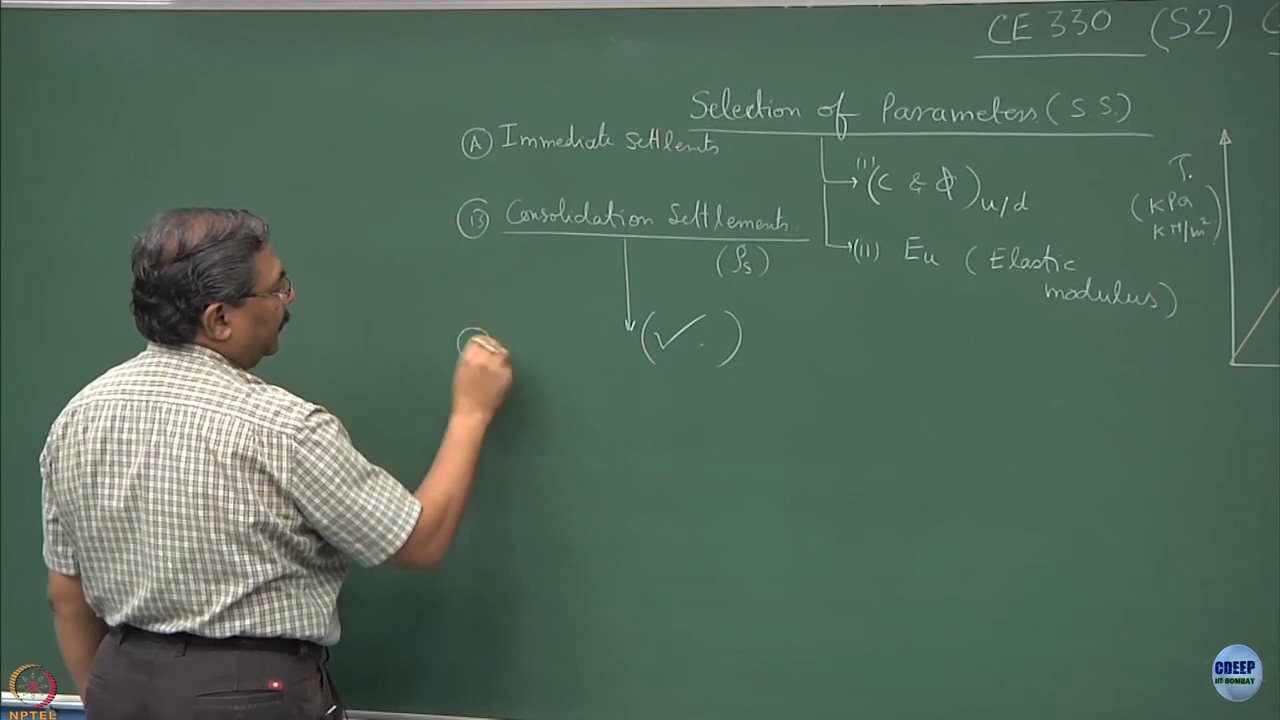 CE 330 (S2)
Selection of Parameters (S.S.)
(A) Immediate Settlemts
(i) (C & Φ)u/d
(B) Consolidation Settlements
(ρs)
(ii) Eu (Elastic
modulus)
(✓.)
τ.
(kPa
kN/m²)
NPTEL
CDEEP
IIT BOMBAY